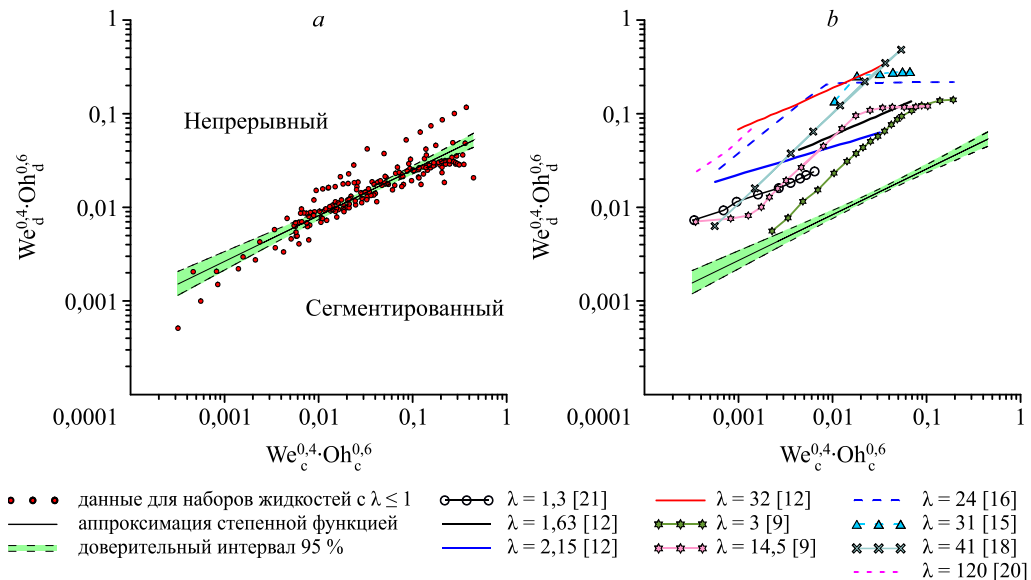 a
1
0,1
0,01
0,001
We_d^{0,4}·Oh_d^{0,6}
Непрерывный
Сегментированный
0,0001
0,01
0,1
1
We_c^{0,4}·Oh_c^{0,6}
b
1
0,1
0,01
0,001
We_d^{0,4}·Oh_d^{0,6}
0,0001
0,001
0,01
0,1
1
We_c^{0,4}·Oh_c^{0,6}
данные для наборов жидкостей с λ ≤ 1
аппроксимация степенной функцией
доверительный интервал 95 %
λ = 1,3 [21]
λ = 1,63 [12]
λ = 2,15 [12]
λ = 32 [12]
λ = 3 [9]
λ = 14,5 [9]
λ = 24 [16]
λ = 31 [15]
λ = 41 [18]
λ = 120 [20]